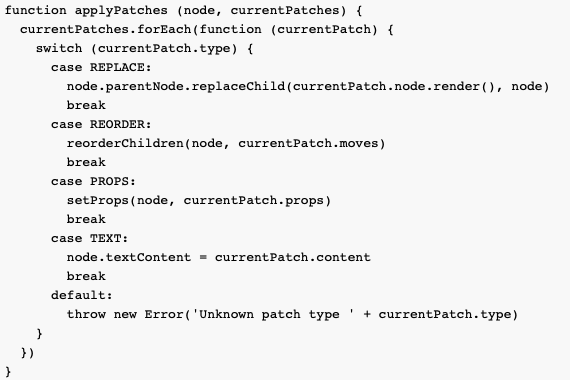 function applyPatches (node, currentPatches) {
  currentPatches.forEach(function (currentPatch) {
    switch (currentPatch.type) {
      case REPLACE:
        node.parentNode.replaceChild(currentPatch.node.render(), node)
        break
      case REORDER:
        reorderChildren(node, currentPatch.moves)
        break
      case PROPS:
        setProps(node, currentPatch.props)
        break
      case TEXT:
        node.textContent = currentPatch.content
        break
      default:
        throw new Error('Unknown patch type ' + currentPatch.type)
    }
  })
}